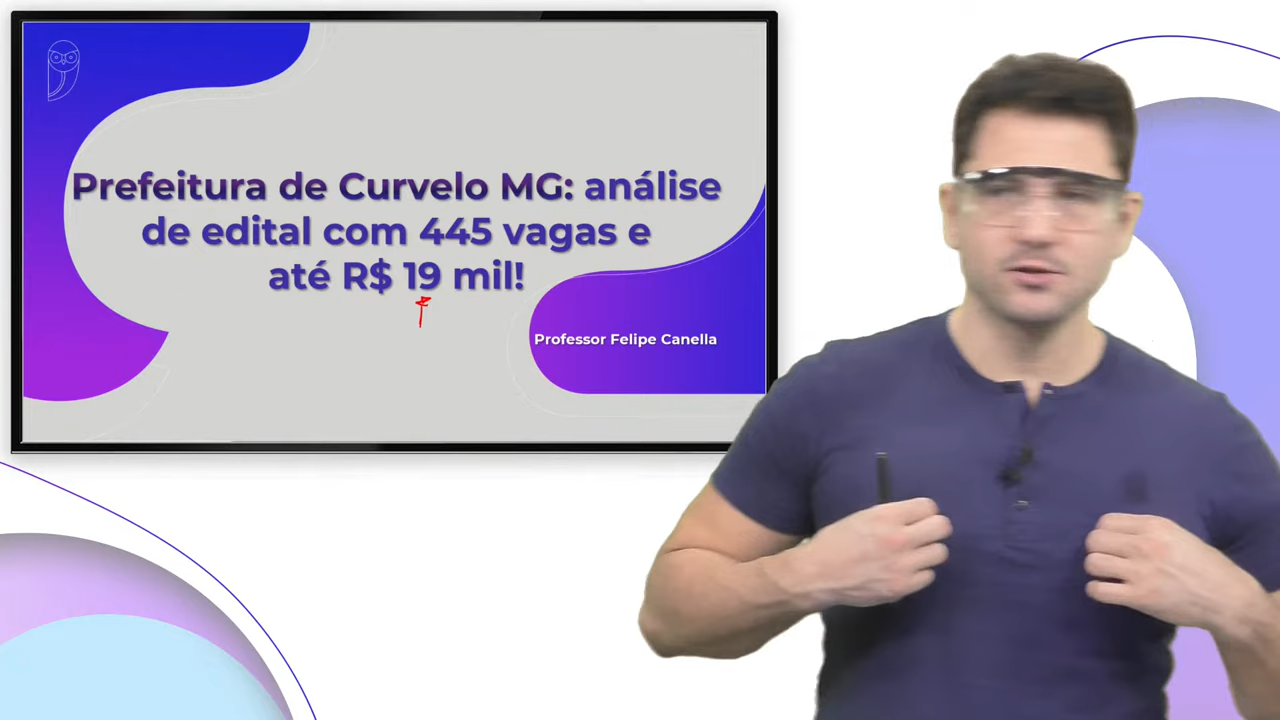 Prefeitura de Curvelo MG: análise
de edital com 445 vagas e
até R$ 19 mil!
Professor Felipe Canella